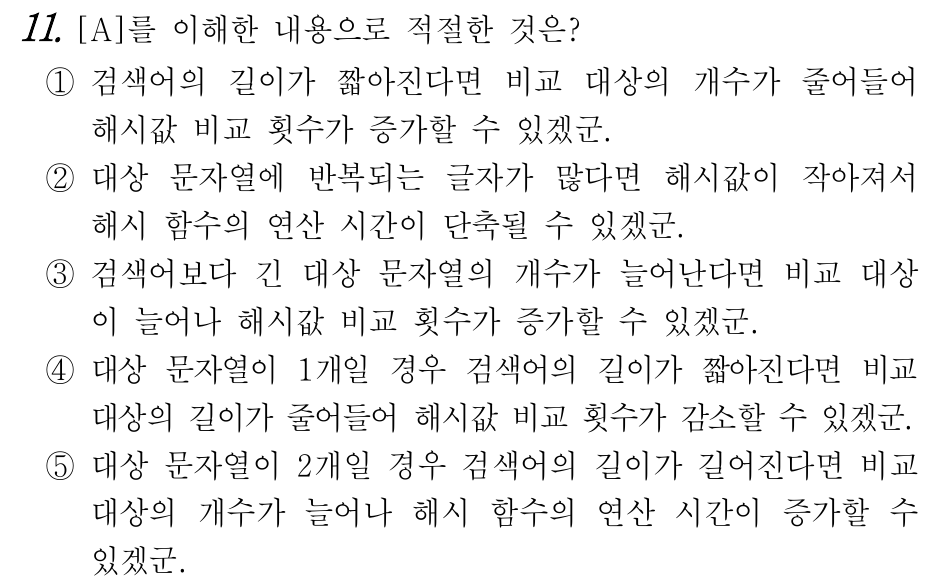 11. [A]를 이해한 내용으로 적절한 것은?
① 검색어의 길이가 짧아진다면 비교 대상의 개수가 줄어들어
해시값 비교 횟수가 증가할 수 있겠군.
② 대상 문자열에 반복되는 글자가 많다면 해시값이 작아져서
해시 함수의 연산 시간이 단축될 수 있겠군.
③ 검색어보다 긴 대상 문자열의 개수가 늘어난다면 비교 대상
이 늘어나 해시값 비교 횟수가 증가할 수 있겠군.
④ 대상 문자열이 1개일 경우 검색어의 길이가 짧아진다면 비교
대상의 길이가 줄어들어 해시값 비교 횟수가 감소할 수 있겠군.
⑤ 대상 문자열이 2개일 경우 검색어의 길이가 길어진다면 비교
대상의 개수가 늘어나 해시 함수의 연산 시간이 증가할 수
있겠군.